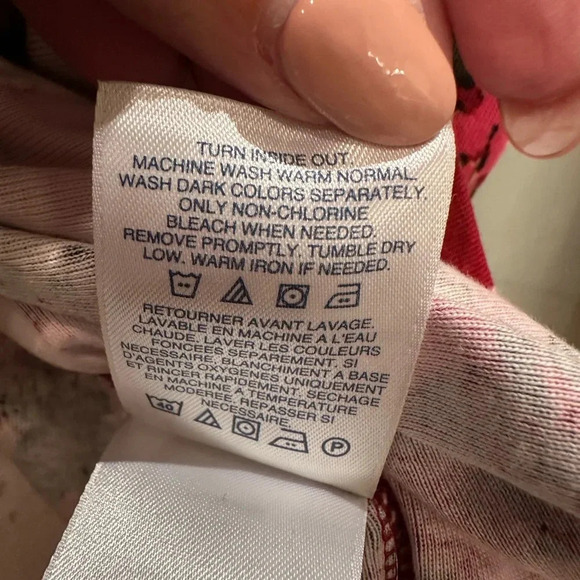 TURN INSIDE OUT.
MACHINE WASH WARM NORMAL.
WASH DARK COLORS SEPARATELY.
ONLY NON-CHLORINE
BLEACH WHEN NEEDED.
REMOVE PROMPTLY. TUMBLE DRY
LOW. WARM IRON IF NEEDED.
RETOURNER AVANT LAVAGE.
LAVABLE EN MACHINE A L'EAU
CHAUDE. LAVER LES COULEURS
FONCÉES SEPAREMENT. SI
NECESSAIRE. BLANCHIMENT A BASE
D'AGENTS OXYGENES UNIQUEMENT
ET RINCER RAPIDEMENT. SECHAGE
EN MACHINE A TEMPERATURE
MODEREE. REPASSER SI
NECESSAIRE.
40 P